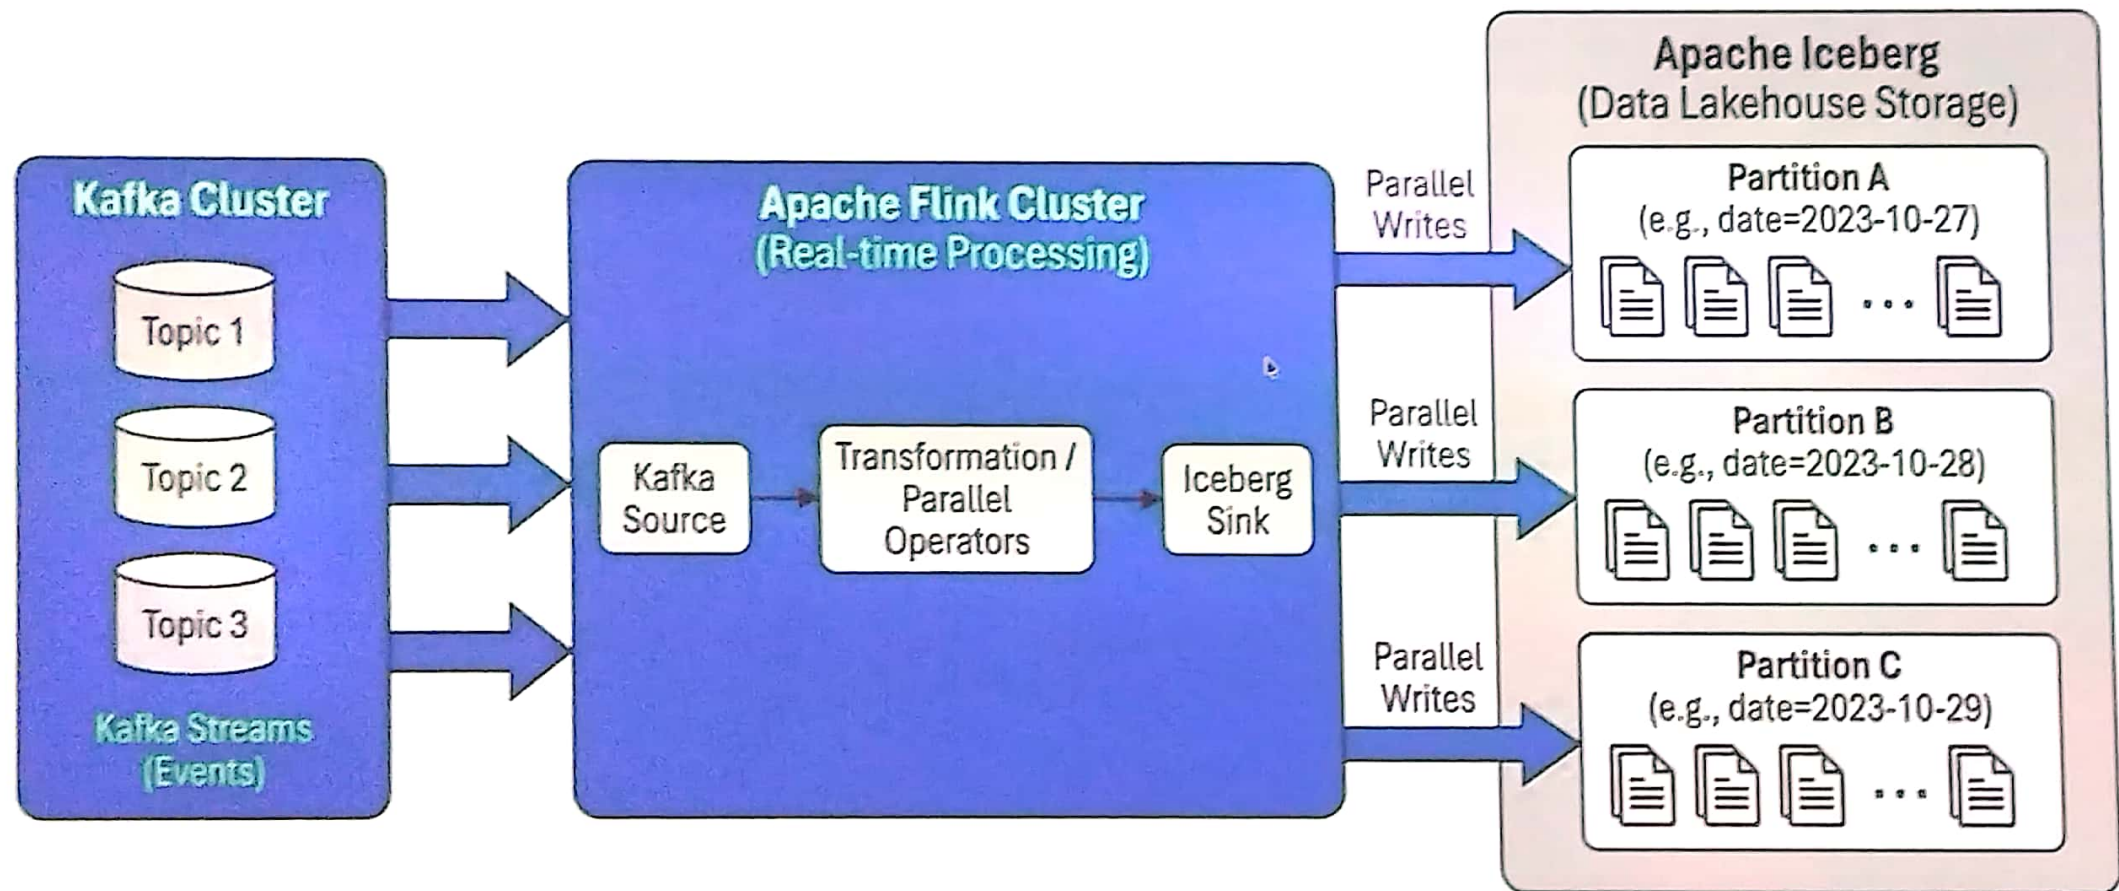 Kafka Cluster
Topic 1
Topic 2
Topic 3
Kafka Streams
(Events)
Apache Flink Cluster
(Real-time Processing)
Kafka
Source
Transformation /
Parallel
Operators
Iceberg
Sink
Parallel
Writes
Parallel
Writes
Parallel
Writes
Apache Iceberg
(Data Lakehouse Storage)
Partition A
(e.g., date=2023-10-27)
Partition B
(e.g., date=2023-10-28)
Partition C
(e.g., date=2023-10-29)